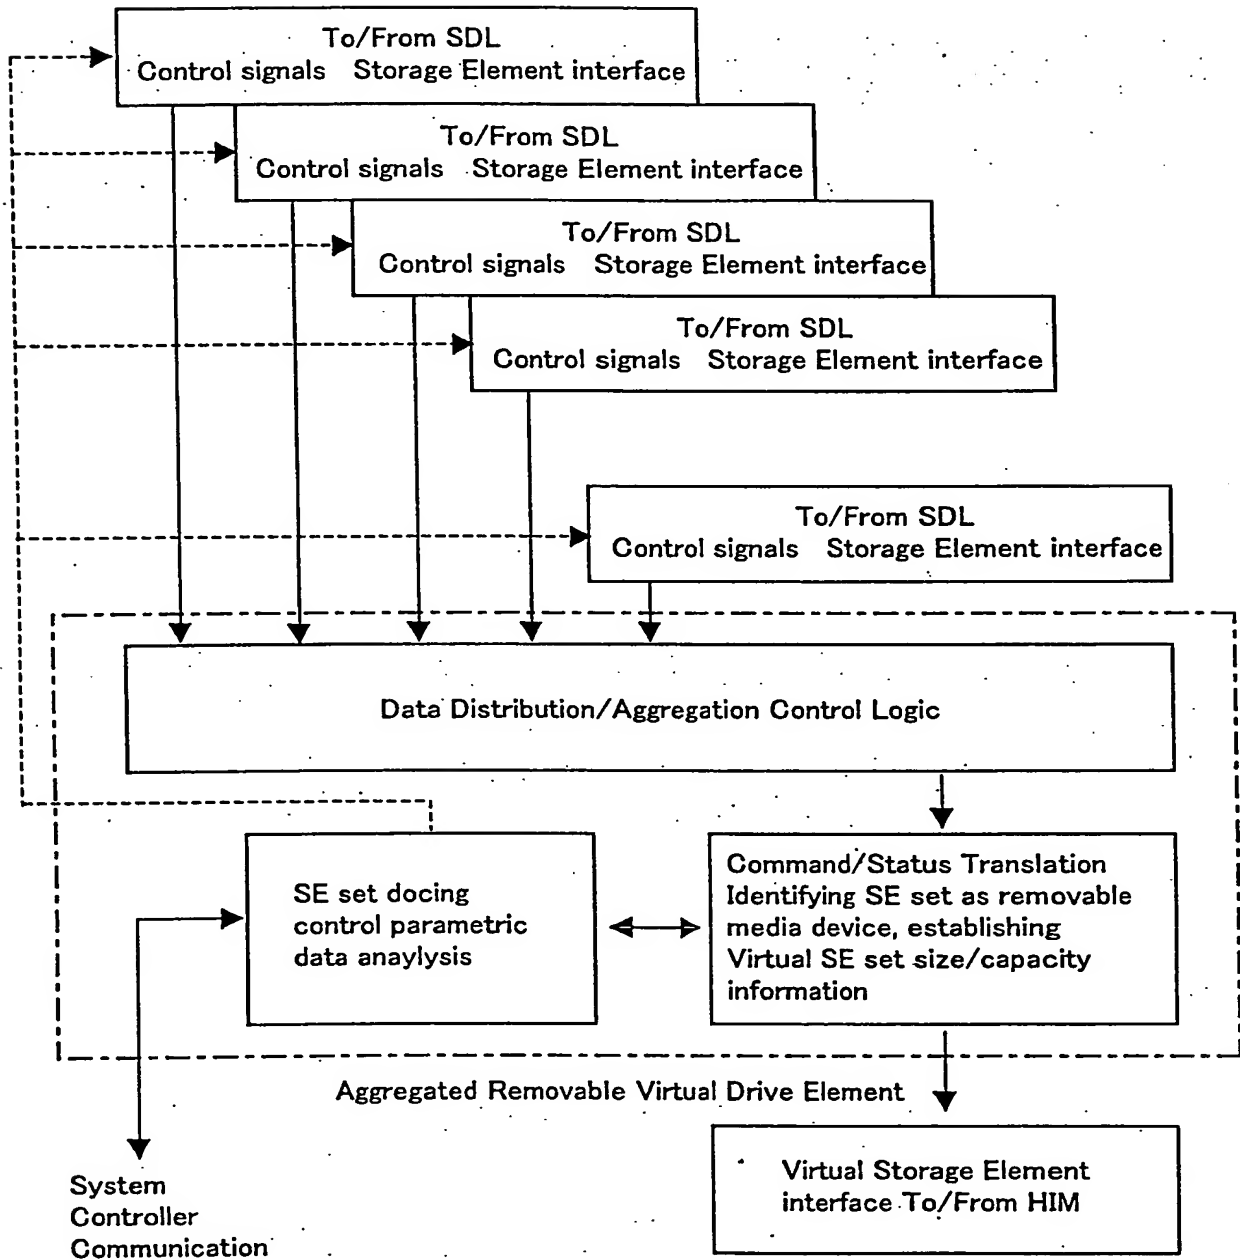 To/From SDL
Control signals Storage Element interface
To/From SDL
Control signals Storage Element interface
To/From SDL
Control signals Storage Element interface
To/From SDL
Control signals Storage Element interface
To/From SDL
Control signals Storage Element interface
Data Distribution/Aggregation Control Logic
SE set docing
control parametric
data anaylysis
Command/Status Translation
Identifying SE set as removable
media device, establishing
Virtual SE set size/capacity
information
Aggregated Removable Virtual Drive Element
System
Controller
Communication
Virtual Storage Element
interface To/From HIM